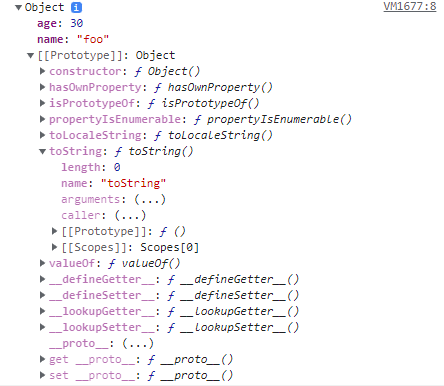 ▼Object i VM1677:8
age: 30
name: "foo"
▼[[Prototype]]: Object
▶constructor: ƒ Object()
▶hasOwnProperty: ƒ hasOwnProperty()
▶isPrototypeOf: ƒ isPrototypeOf()
▶propertyIsEnumerable: ƒ propertyIsEnumerable()
▶toLocaleString: ƒ toLocaleString()
▼toString: ƒ toString()
length: 0
name: "toString"
arguments: (...)
caller: (...)
▶[[Prototype]]: ƒ ()
▶[[Scopes]]: Scopes[0]
▶valueOf: ƒ valueOf()
▶__defineGetter__: ƒ __defineGetter__()
▶__defineSetter__: ƒ __defineSetter__()
▶__lookupGetter__: ƒ __lookupGetter__()
▶__lookupSetter__: ƒ __lookupSetter__()
__proto__: (...)
▶get __proto__: ƒ __proto__()
▶set __proto__: ƒ __proto__()